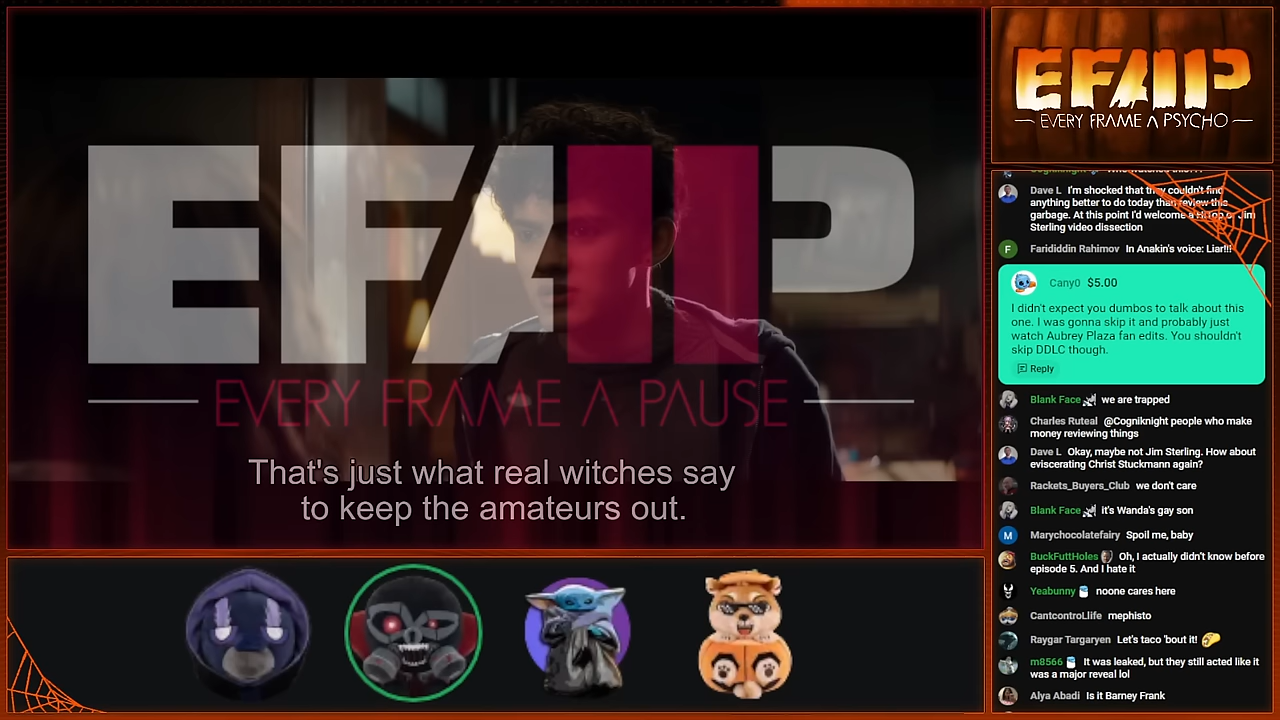 EFAP
EVERY FRAME A PAUSE
That's just what real witches say
to keep the amateurs out.
EFAP
EVERY FRAME A PSYCHO
Dave L I'm shocked that they couldn't find
anything better to do today than review this
garbage. At this point I'd welcome a HiTop or Jim
Sterling video dissection
F
Farididdin Rahimov In Anakin's voice: Liar!!!
Cany0 $5.00
I didn't expect you dumbos to talk about this
one. I was gonna skip it and probably just
watch Aubrey Plaza fan edits. You shouldn't
skip DDLC though.
Reply
Blank Face we are trapped
Charles Ruteal @Cogniknight people who make
money reviewing things
Dave L Okay, maybe not Jim Sterling. How about
eviscerating Christ Stuckmann again?
Rackets_Buyers_Club we don't care
Blank Face it's Wanda's gay son
M
Marychocolatefairy Spoil me, baby
BuckFuttHoles Oh, I actually didn't know before
episode 5. And I hate it
Yeabunny noone cares here
CantcontroLlife mephisto
Raygar Targaryen Let's taco 'bout it!
m8566 It was leaked, but they still acted like it
was a major reveal lol
Alya Abadi Is it Barney Frank